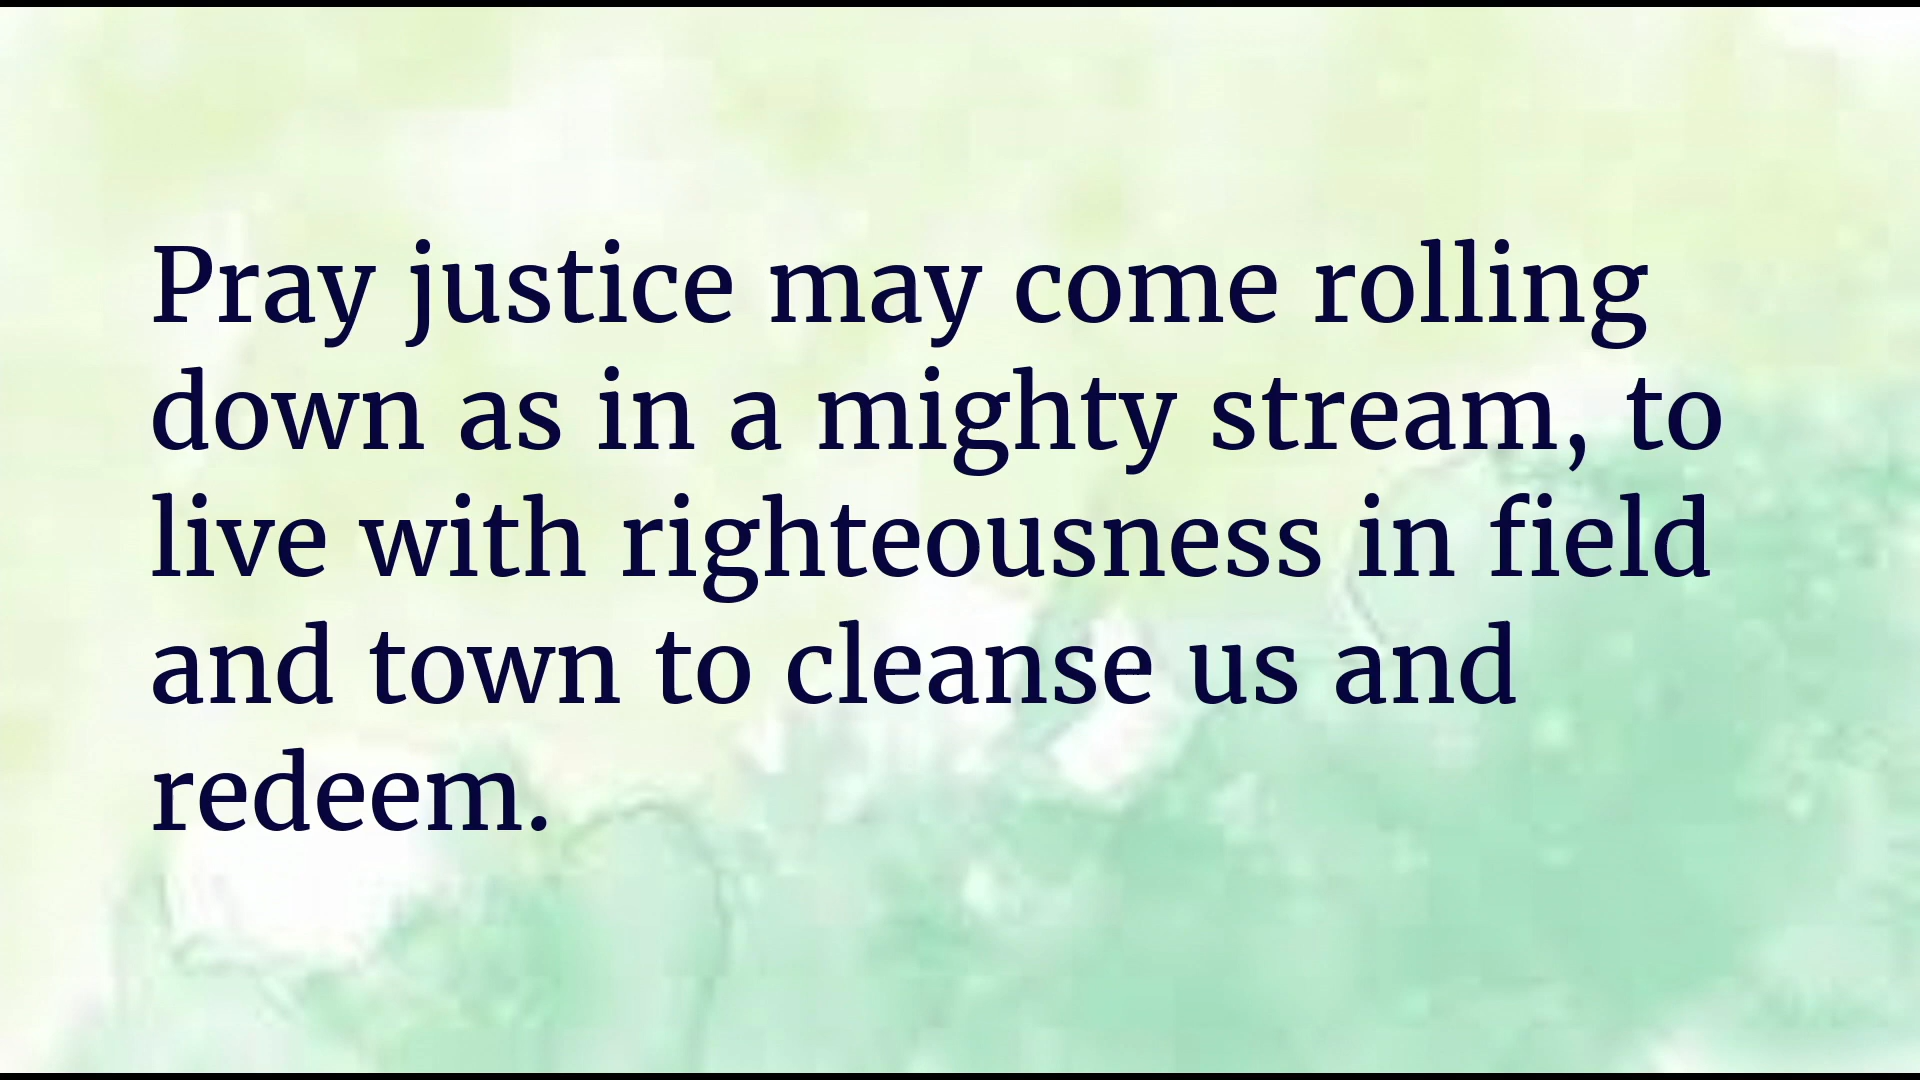 Pray justice may come rolling
down as in a mighty stream, to
live with righteousness in field
and town to cleanse us and
redeem.